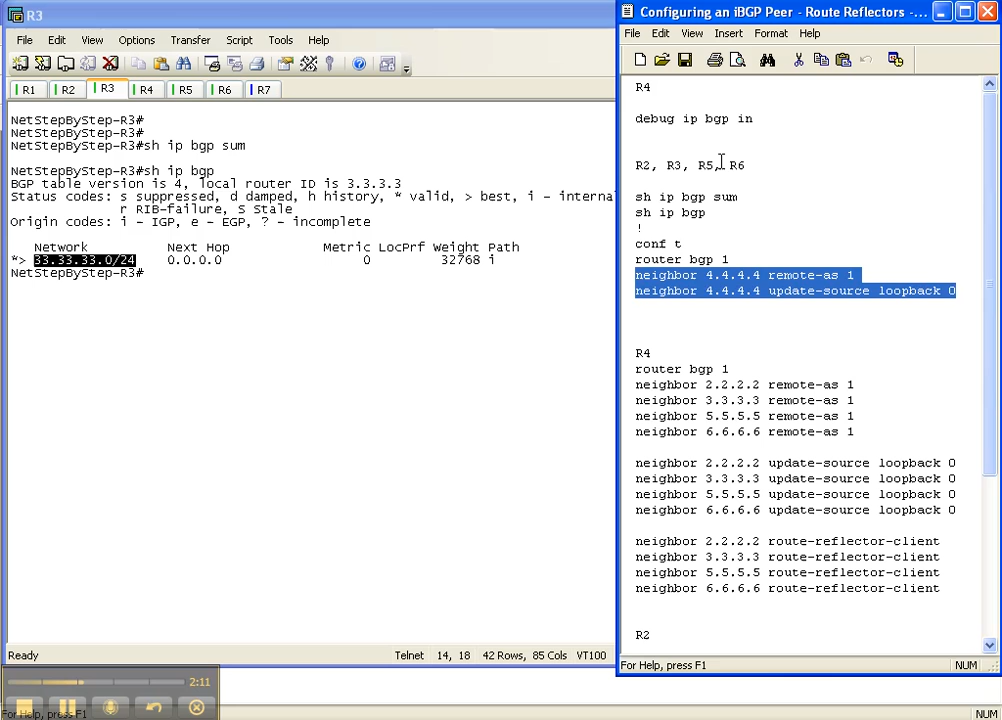 R3
File Edit View Options Transfer Script Tools Help
R1 R2 R3 R4 R5 R6 R7
NetStepByStep-R3#
NetStepByStep-R3#
NetStepByStep-R3#sh ip bgp sum
NetStepByStep-R3#sh ip bgp
BGP table version is 4, local router ID is 3.3.3.3
Status codes: s suppressed, d damped, h history, * valid, > best, i - interna
r RIB-failure, S Stale
Origin codes: i - IGP, e - EGP, ? - incomplete
Network Next Hop Metric LocPrf Weight Path
*> 33.33.33.0/24 0.0.0.0 0 32768 i
NetStepByStep-R3#
Ready Telnet 14, 18 42 Rows, 85 Cols VT100
2:11
For Help, press F1
NUM
Configuring an iBGP Peer - Route Reflectors - ...
File Edit View Insert Format Help
R4
debug ip bgp in
R2, R3, R5, R6
sh ip bgp sum
sh ip bgp
!
conf t
router bgp 1
neighbor 4.4.4.4 remote-as 1
neighbor 4.4.4.4 update-source loopback 0
R4
router bgp 1
neighbor 2.2.2.2 remote-as 1
neighbor 3.3.3.3 remote-as 1
neighbor 5.5.5.5 remote-as 1
neighbor 6.6.6.6 remote-as 1
neighbor 2.2.2.2 update-source loopback 0
neighbor 3.3.3.3 update-source loopback 0
neighbor 5.5.5.5 update-source loopback 0
neighbor 6.6.6.6 update-source loopback 0
neighbor 2.2.2.2 route-reflector-client
neighbor 3.3.3.3 route-reflector-client
neighbor 5.5.5.5 route-reflector-client
neighbor 6.6.6.6 route-reflector-client
R2
For Help, press F1 NUM